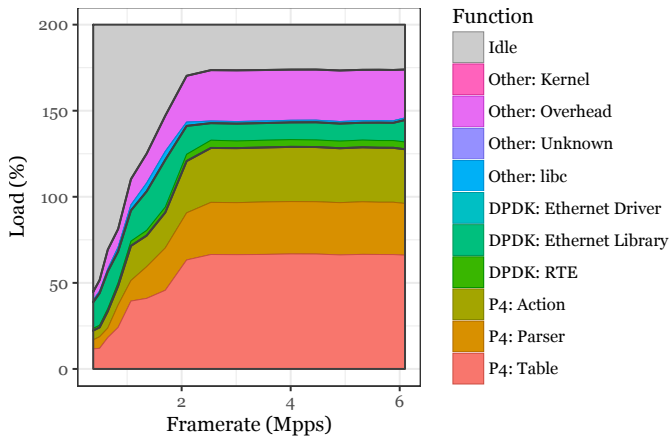 200
150
100
50
0
Load (%)
2
4
6
Framerate (Mpps)
Function
Idle
Other: Kernel
Other: Overhead
Other: Unknown
Other: libc
DPDK: Ethernet Driver
DPDK: Ethernet Library
DPDK: RTE
P4: Action
P4: Parser
P4: Table